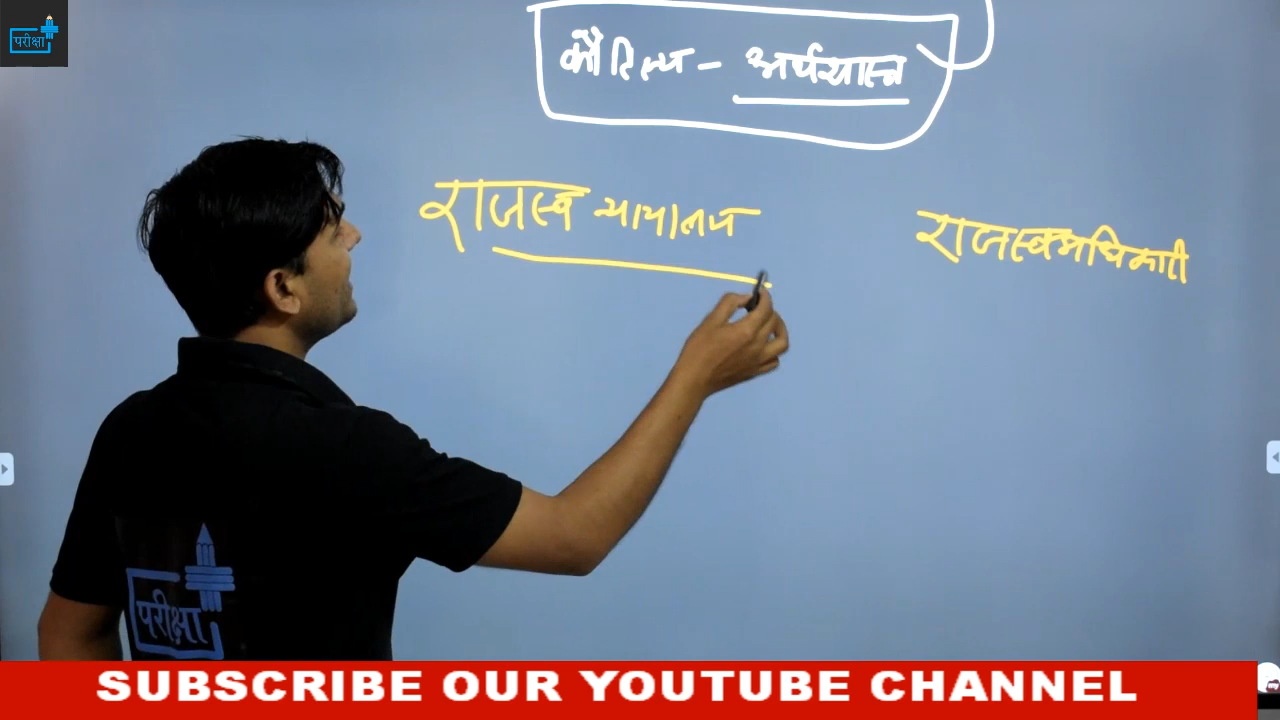 परीक्षा
कौटिल्य - अर्थशास्त्र
राजस्व न्यायालय
राजस्व अधिकारी
परीक्षा
SUBSCRIBE OUR YOUTUBE CHANNEL